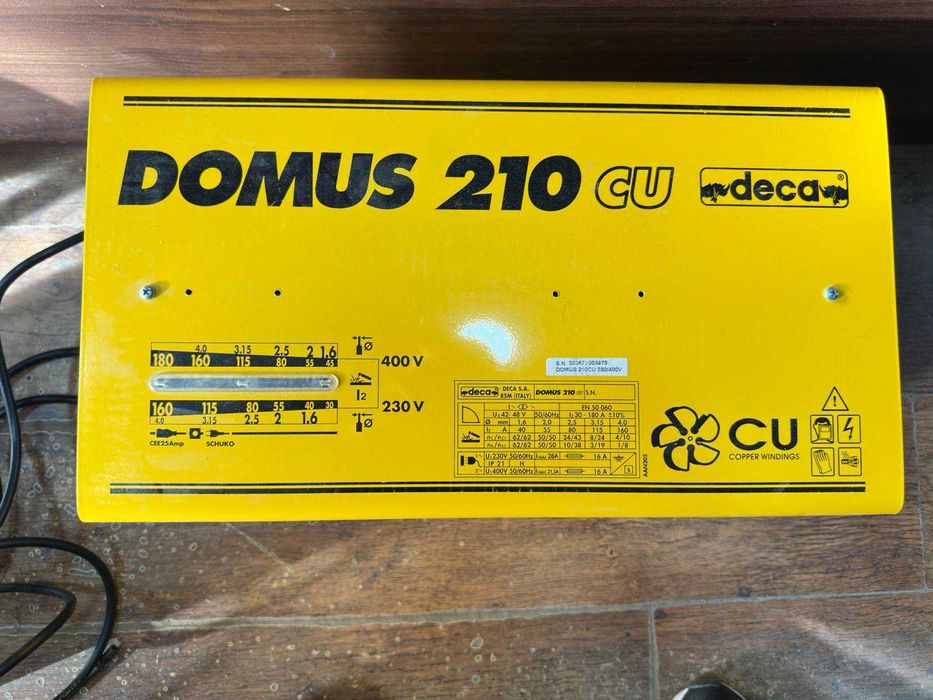 DOMUS 210 CU deca®
4.0 3.15 2.5 2 1.6 Ø
180 160 115 80 55 45 400 V
I2
160 115 80 55 40 30 230 V
4.0 3.15 2.5 2 1.6 Ø
CEE25Amp SCHUKO
S.N.
DOMUS 210CU 230/400V
deca DECA S.A. RSM (ITALY) DOMUS 210 S.N.
1~ EN 50 060
U₀ 42-48 V 50/60Hz I₂ 30 - 180 A ±10%
Ø mm 1,6 2.0 2.5 3.15 4.0
I₂ A 40 55 80 115 160
62/62 50/50 24/43 8/24 4/10
62/62 50/50 10/38 3/19 1/8
U₁ 230V 50/60Hz I₁ MAX 28A 16 A
IP 21 H S
U₁ 400V 50/60Hz 16 A
AAN205
CU
COPPER WINDINGS